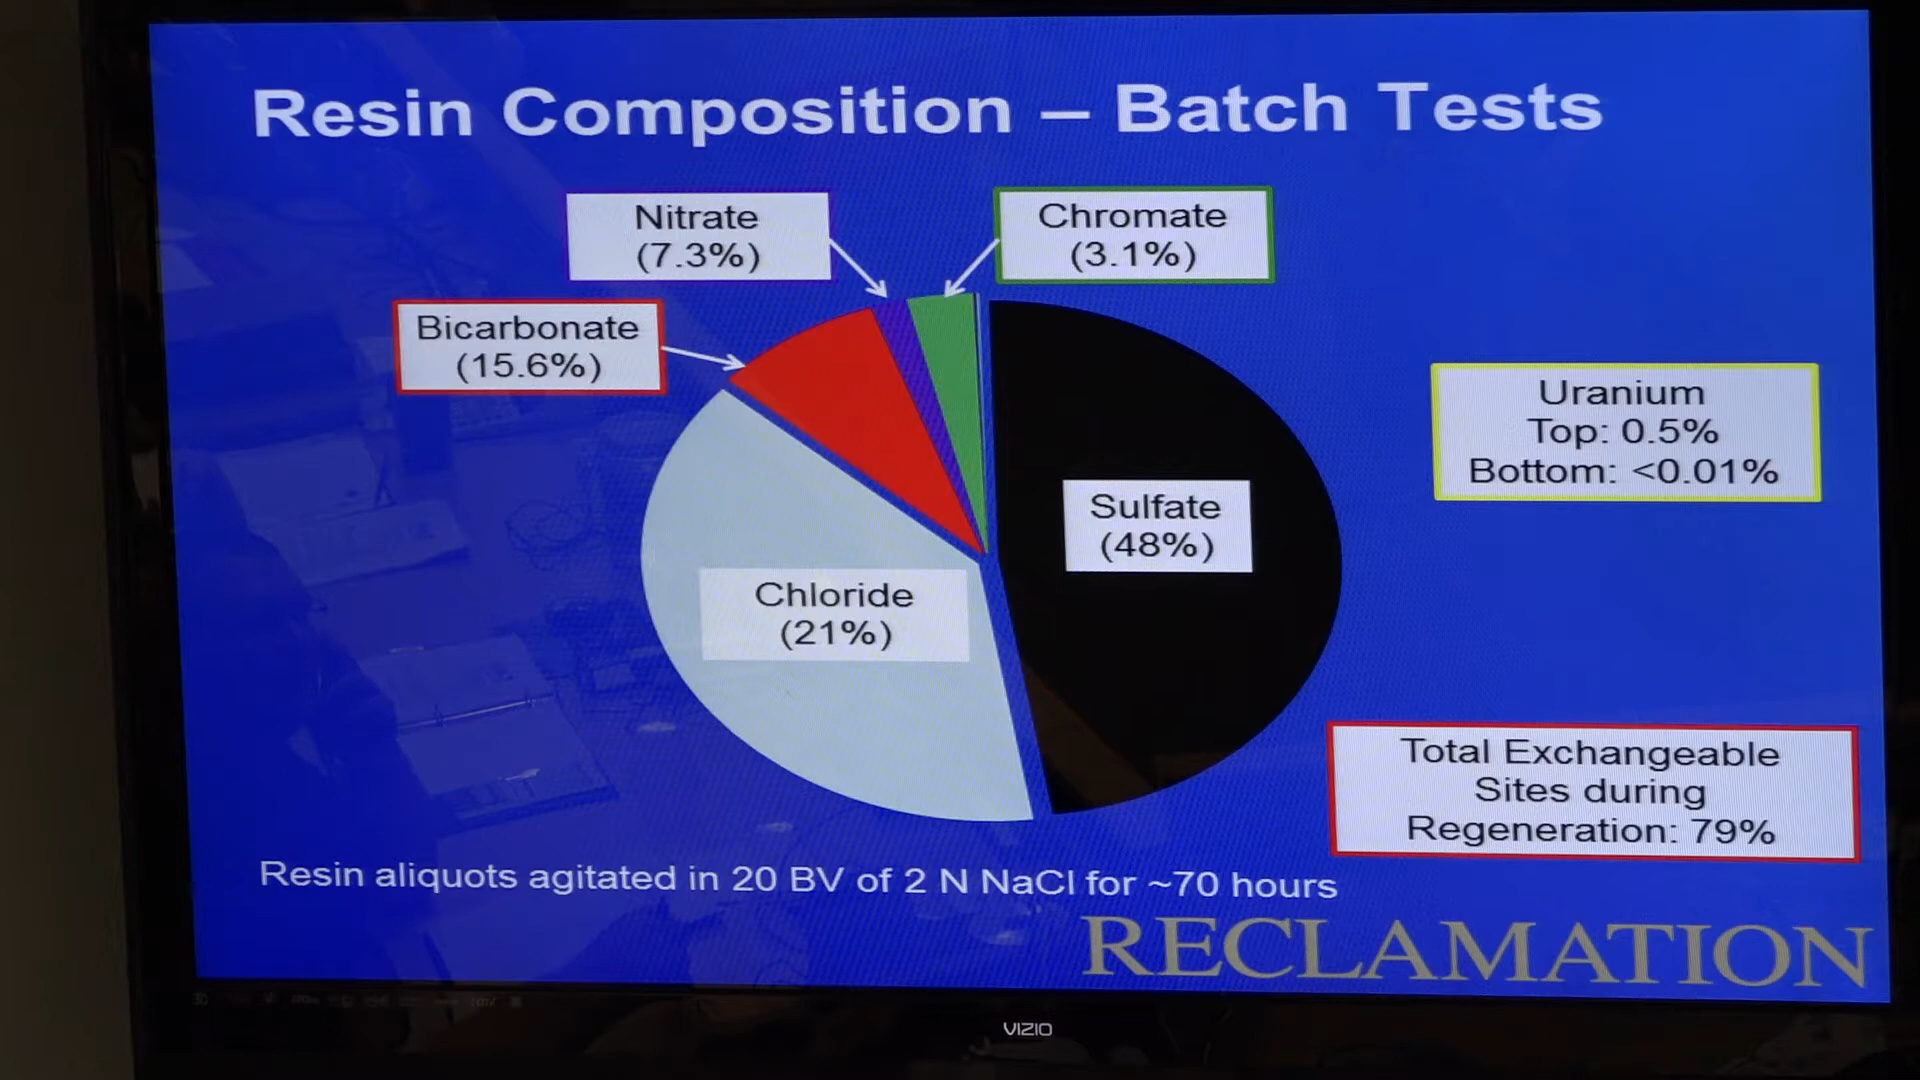 Resin Composition – Batch Tests
Nitrate
(7.3%)
Chromate
(3.1%)
Bicarbonate
(15.6%)
Uranium
Top: 0.5%
Bottom: <0.01%
Sulfate
(48%)
Chloride
(21%)
Total Exchangeable
Sites during
Regeneration: 79%
Resin aliquots agitated in 20 BV of 2 N NaCl for ~70 hours
RECLAMATION
VIZIO